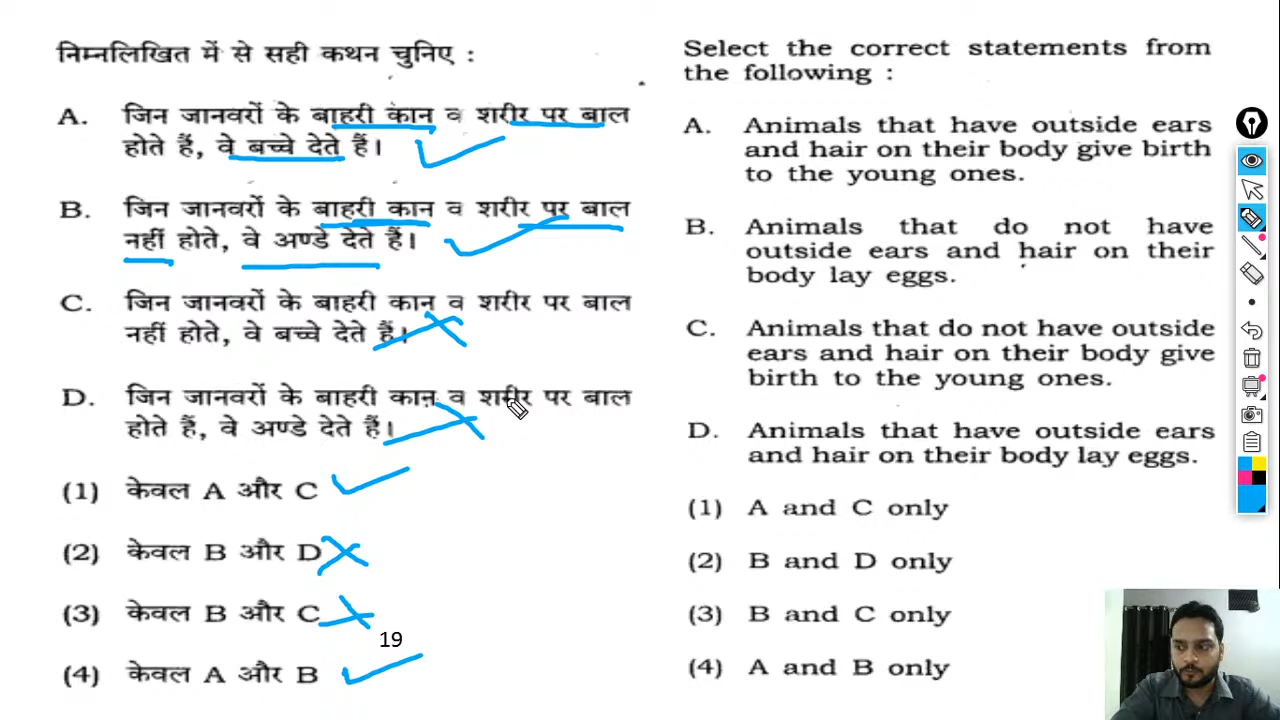 निम्नलिखित में से सही कथन चुनिए :
A. जिन जानवरों के बाहरी कान व शरीर पर बाल
होते हैं, वे बच्चे देते हैं।
B. जिन जानवरों के बाहरी कान व शरीर पर बाल
नहीं होते, वे अण्डे देते हैं।
C. जिन जानवरों के बाहरी कान व शरीर पर बाल
नहीं होते, वे बच्चे देते हैं।
D. जिन जानवरों के बाहरी कान व शरीर पर बाल
होते हैं, वे अण्डे देते हैं।
(1) केवल A और C
(2) केवल B और D
(3) केवल B और C
19
(4) केवल A और B
Select the correct statements from
the following :
A. Animals that have outside ears
and hair on their body give birth
to the young ones.
B. Animals that do not have
outside ears and hair on their
body lay eggs.
C. Animals that do not have outside
ears and hair on their body give
birth to the young ones.
D. Animals that have outside ears
and hair on their body lay eggs.
(1) A and C only
(2) B and D only
(3) B and C only
(4) A and B only